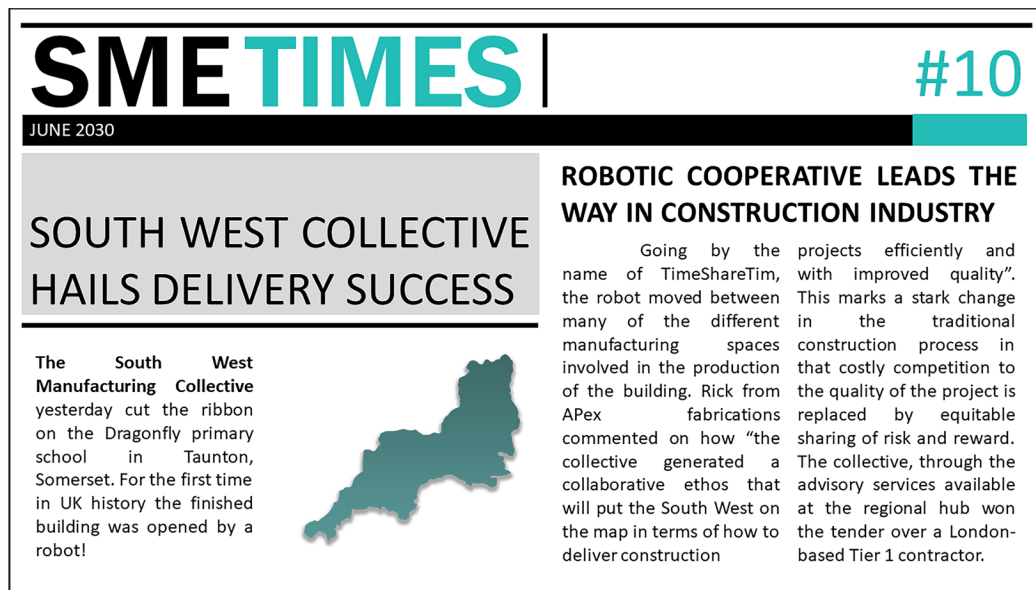 SME TIMES
#10
JUNE 2030
SOUTH WEST COLLECTIVE
HAILS DELIVERY SUCCESS
The South West
Manufacturing Collective
yesterday cut the ribbon
on the Dragonfly primary
school in Taunton,
Somerset. For the first time
in UK history the finished
building was opened by a
robot!
ROBOTIC COOPERATIVE LEADS THE
WAY IN CONSTRUCTION INDUSTRY
Going by the
name of TimeShareTim,
the robot moved between
many of the different
manufacturing spaces
involved in the production
of the building. Rick from
APex fabrications
commented on how “the
collective generated a
collaborative ethos that
will put the South West on
the map in terms of how to
deliver construction
projects efficiently and
with improved quality”.
This marks a stark change
in the traditional
construction process in
that costly competition to
the quality of the project is
replaced by equitable
sharing of risk and reward.
The collective, through the
advisory services available
at the regional hub won
the tender over a London-
based Tier 1 contractor.